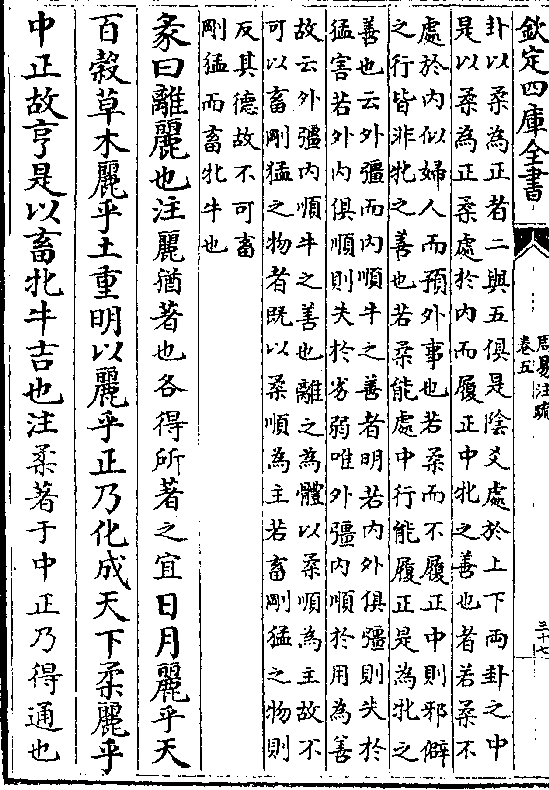 欽定四庫全書
周易注疏
卷五
三十七
卦以柔為正者二與五俱是陰爻處於上下兩卦之中
是以柔為正柔處於內而履正中牝之善也者若柔不
處於內似婦人而預外事也若柔而不履正中則邪僻
之行皆非牝之善也若柔能處中行能履正是為牝之
善也云外彊而內順牛之善者明若內外俱彊則失於
猛害若外內俱順則失於劣弱唯外彊內順於用為善
故云外彊內順牛之善也離之為體以柔順為主故不
可以畜剛猛之物者既以柔順為主若畜剛猛之物則
反其德故不可畜
剛猛而畜牝牛也
彖曰離麗也注麗猶著也各得所著之宜日月麗乎天
百穀草木麗乎土重明以麗乎正乃化成天下柔麗乎
中正故亨是以畜牝牛吉也注柔著于中正乃得通也